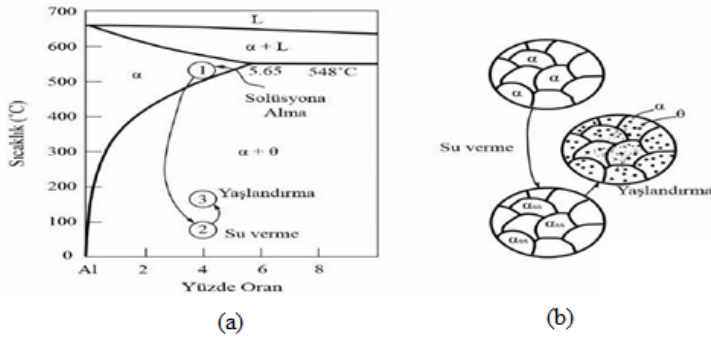 700
600
500
400
300
200
100
0
Sıcaklık (°C)
L
α + L
α
1
5.65 548°C
Solüsyona
Alma
α + θ
3
Yaşlandırma
2
Su verme
Al 2 4 6 8
Yüzde Oran
(a)
α
α α
α
α
θ
Su verme
Yaşlandırma
αss
αss αss
αss
(b)